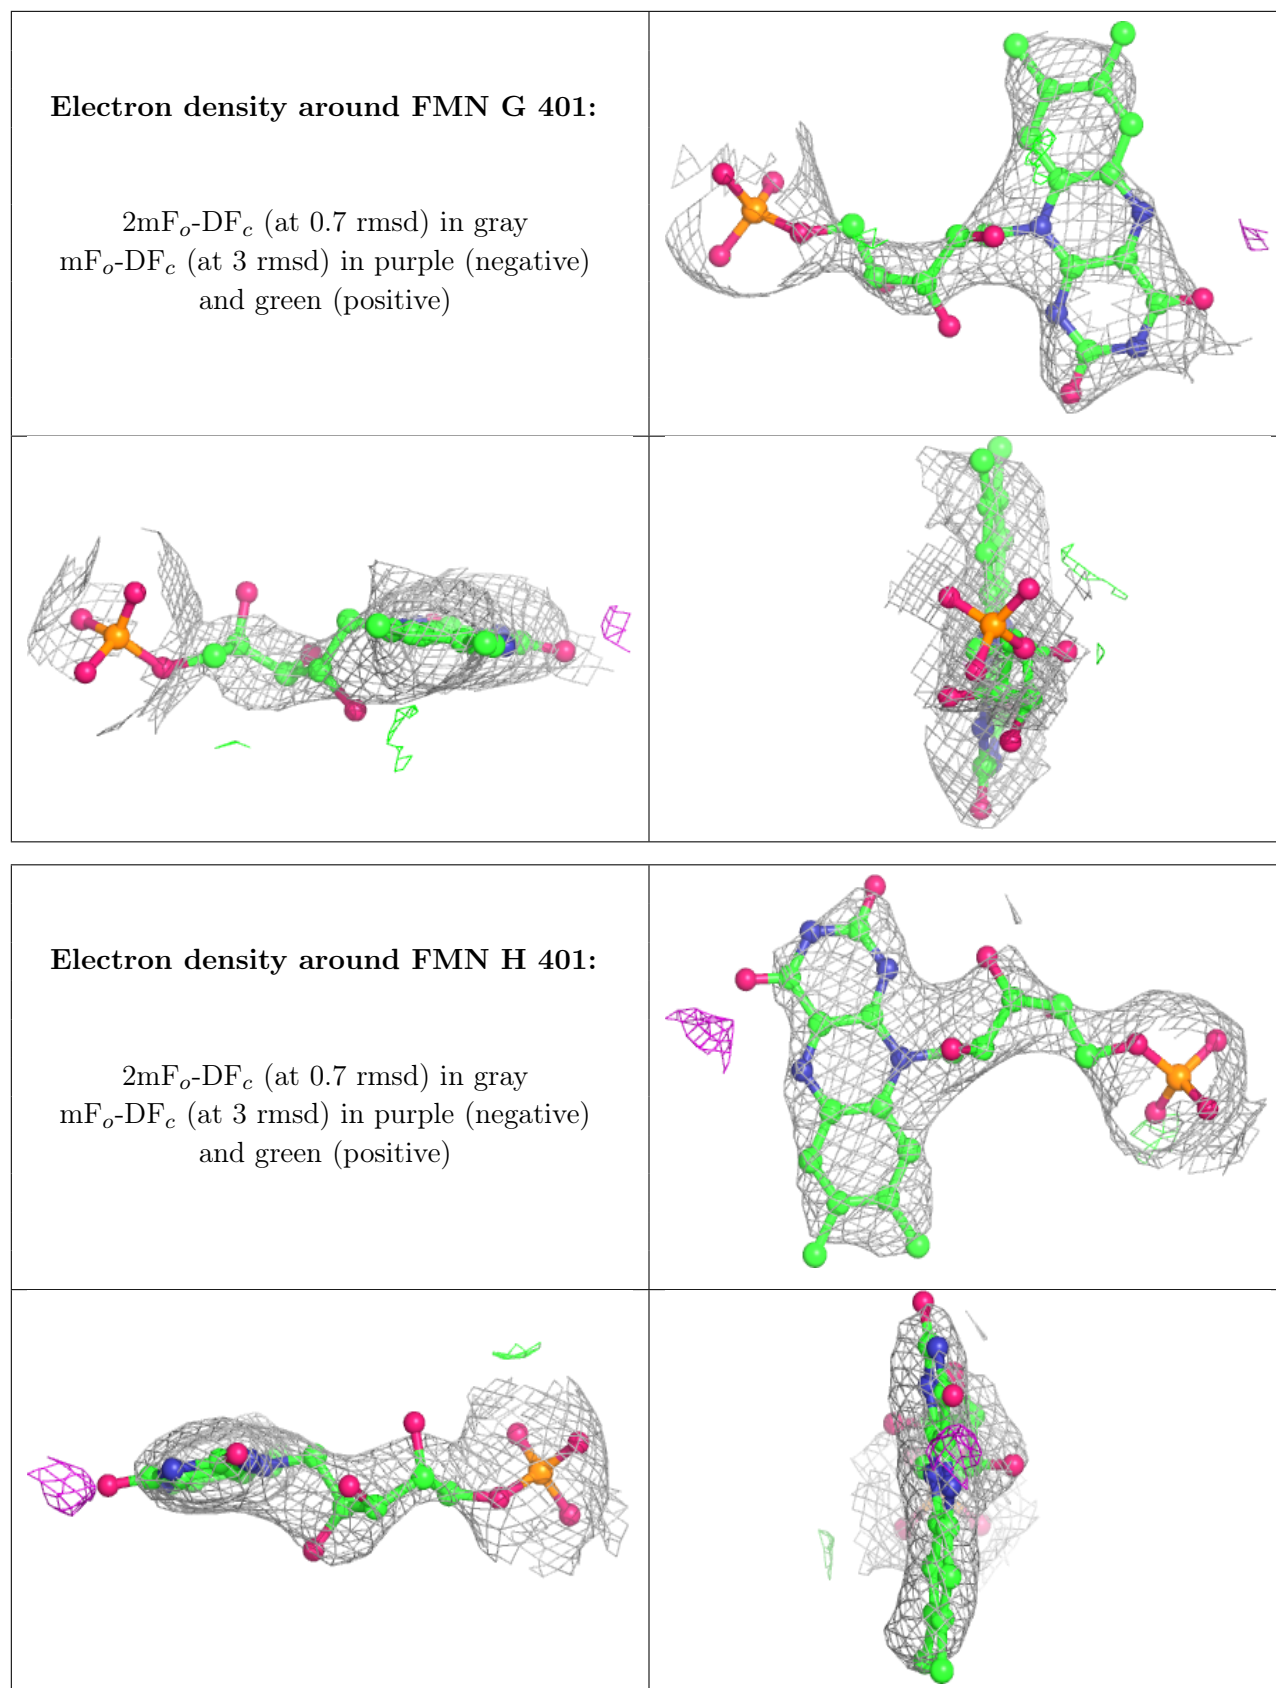 Electron density around FMN G 401:
2mFo-DFc (at 0.7 rmsd) in gray
mFo-DFc (at 3 rmsd) in purple (negative)
and green (positive)
Electron density around FMN H 401:
2mFo-DFc (at 0.7 rmsd) in gray
mFo-DFc (at 3 rmsd) in purple (negative)
and green (positive)